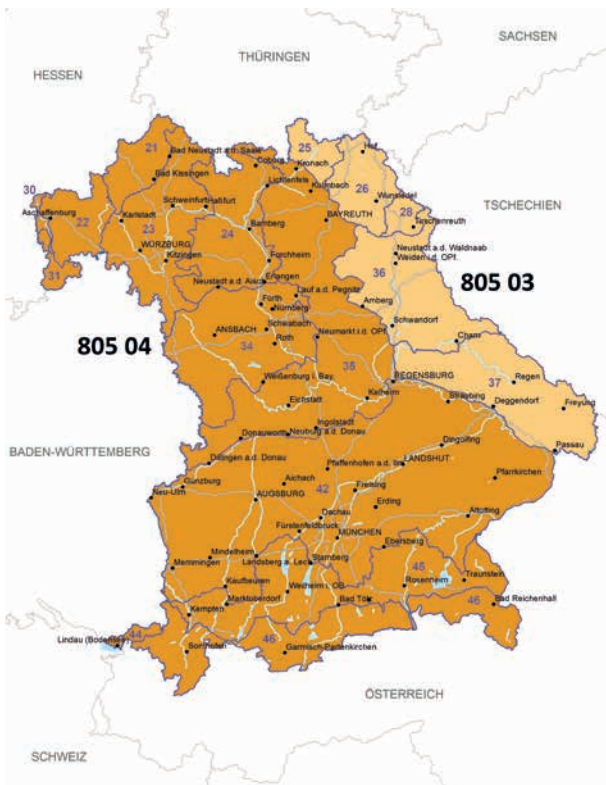 SACHSEN
THÜRINGEN
HESSEN
25
Hof
21
Bad Neustadt a.d. Saale
Coburg
Kronach
Bad Kissingen
Lichtenfels
Kulmbach
26
Wunsiedel
30
Schweinfurt
Haßfurt
28
TSCHECHIEN
Aschaffenburg
22
Karlstadt
23
24
Bamberg
BAYREUTH
Tirschenreuth
WÜRZBURG
Kitzingen
Forchheim
Neustadt a.d. Waldnaab
Weiden i.d. OPf.
31
36
Neustadt a.d. Aisch
Erlangen
Lauf a.d. Pegnitz
805 03
Fürth
Nürnberg
Amberg
ANSBACH
Schwabach
Neumarkt i.d. OPf.
Schwandorf
805 04
34
Roth
Cham
35
Weißenburg i. Bay.
REGENSBURG
37
Regen
Eichstätt
Kelheim
Straubing
Deggendorf
Freyung
Ingolstadt
Donauwörth
Neuburg a.d. Donau
BADEN-WÜRTTEMBERG
Dingolfing
Passau
Dillingen a.d. Donau
Pfaffenhofen a.d. Ilm
LANDSHUT
Günzburg
Aichach
Pfarrkirchen
Neu-Ulm
AUGSBURG
42
Freising
Erding
Dachau
Altötting
Fürstenfeldbruck
MÜNCHEN
Ebersberg
Mindelheim
Landsberg a. Lech
Starnberg
Memmingen
45
Traunstein
Kaufbeuren
Weilheim i. OB
Rosenheim
Marktoberdorf
Bad Tölz
46
Bad Reichenhall
Kempten
44
Lindau (Bodensee)
46
Sonthofen
Garmisch-Partenkirchen
ÖSTERREICH
SCHWEIZ